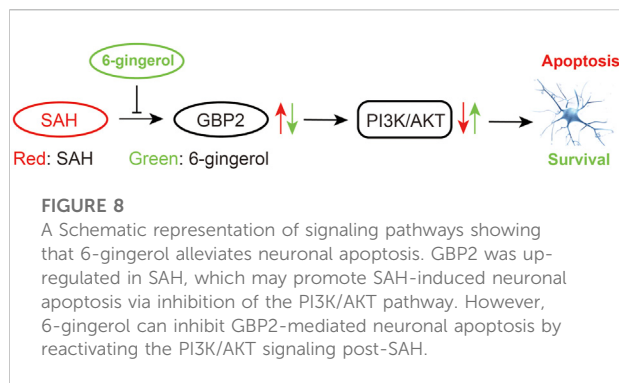 6-gingerol
Apoptosis
SAH
GBP2
PI3K/AKT
Red: SAH
Green: 6-gingerol
Survival
FIGURE 8
A Schematic representation of signaling pathways showing
that 6-gingerol alleviates neuronal apoptosis. GBP2 was up-
regulated in SAH, which may promote SAH-induced neuronal
apoptosis via inhibition of the PI3K/AKT pathway. However,
6-gingerol can inhibit GBP2-mediated neuronal apoptosis by
reactivating the PI3K/AKT signaling post-SAH.